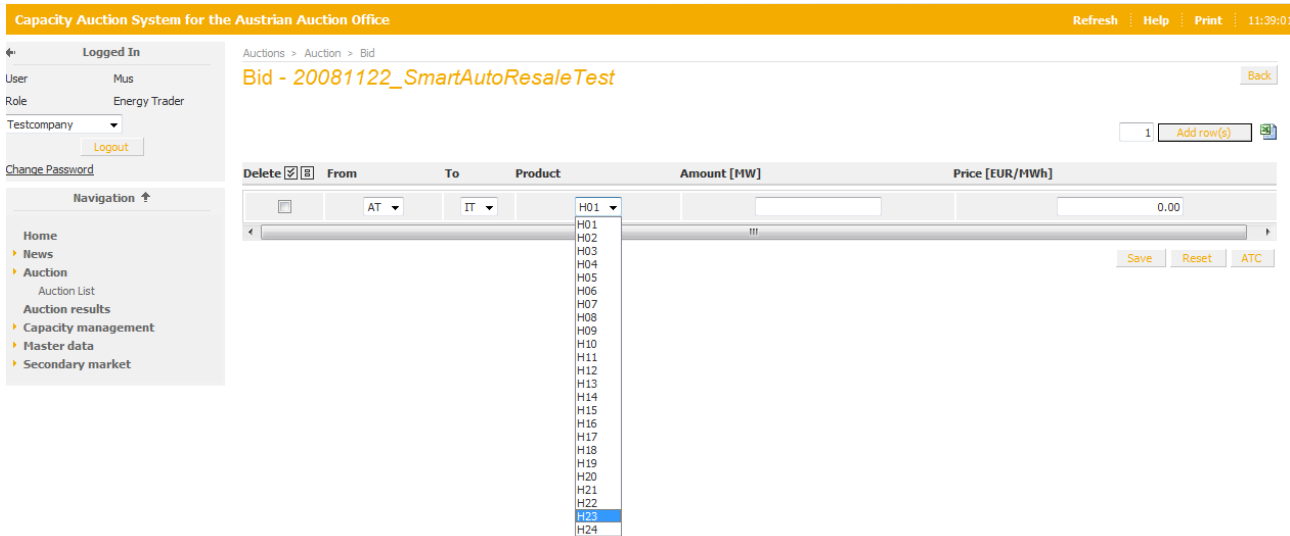 Capacity Auction System for the Austrian Auction Office Refresh Help Print 11:39:01
Logged In
User Mus
Role Energy Trader
Testcompany
Logout
Change Password
Navigation
Home
News
Auction
Auction List
Auction results
Capacity management
Master data
Secondary market
Auctions > Auction > Bid
Bid - 20081122_SmartAutoResaleTest
Back
1 Add row(s)
Delete From To Product Amount [MW] Price [EUR/MWh]
AT IT H01 0.00
H01
H02
H03
H04
H05
H06
H07
H08
H09
H10
H11
H12
H13
H14
H15
H16
H17
H18
H19
H20
H21
H22
H23
H24
Save Reset ATC